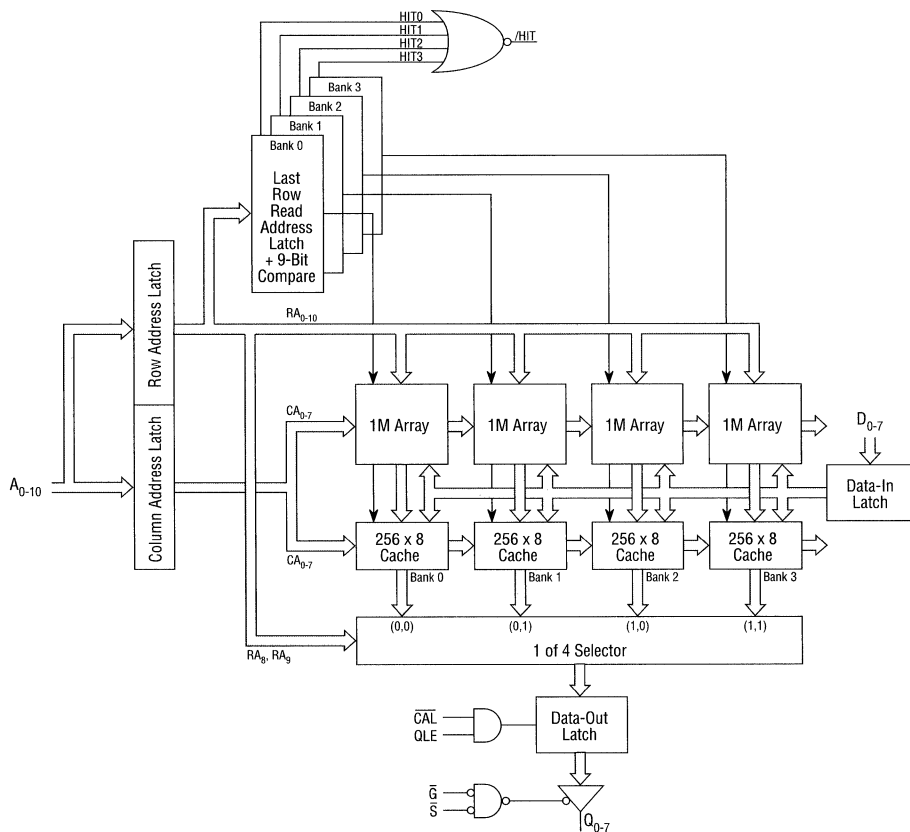 HIT0
HIT1
HIT2
HIT3
/HIT
Bank 3
Bank 2
Bank 1
Bank 0
Last
Row
Read
Address
Latch
+ 9-Bit
Compare
Row Address Latch
Column Address Latch
RA0-10
A0-10
CA0-7
1M Array
1M Array
1M Array
1M Array
D0-7
Data-In
Latch
256 x 8
Cache
256 x 8
Cache
256 x 8
Cache
256 x 8
Cache
CA0-7
Bank 0
Bank 1
Bank 2
Bank 3
(0,0)
(0,1)
(1,0)
(1,1)
1 of 4 Selector
RA8, RA9
C̅A̅L̅
QLE
Data-Out
Latch
G̅
S̅
Q0-7